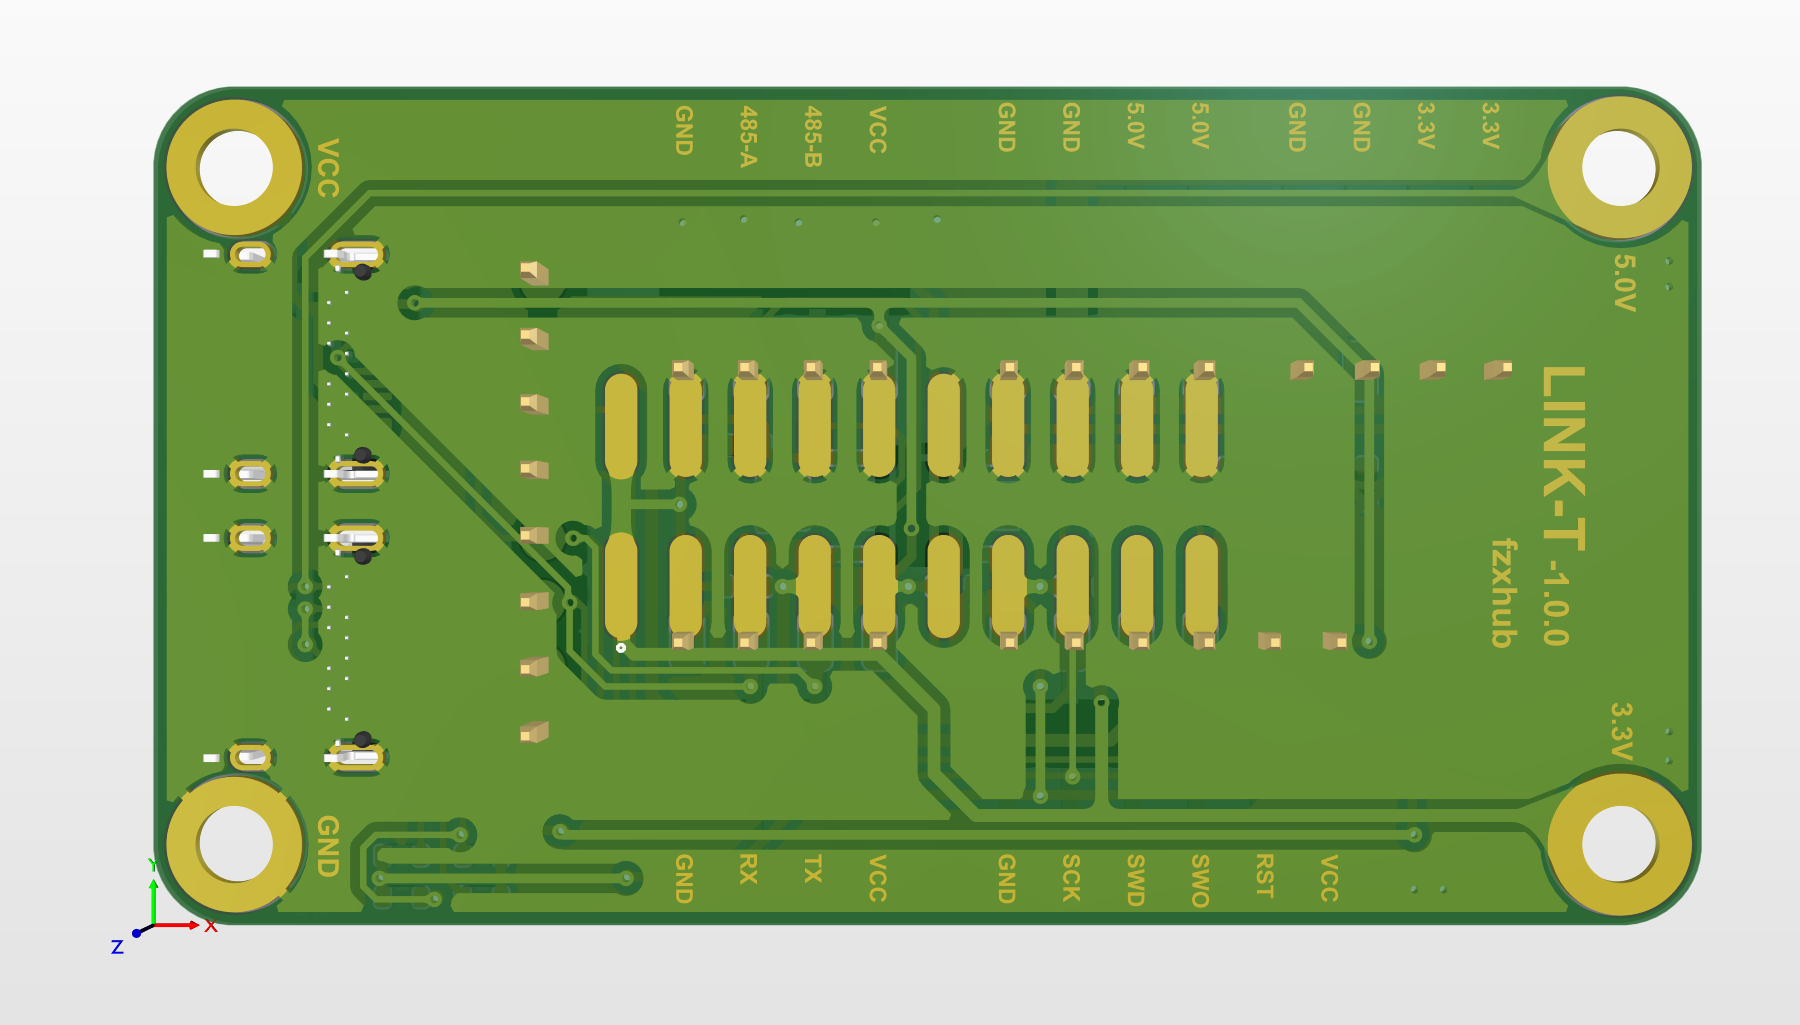 GND
485-A
485-B
VCC
GND
GND
5.0V
5.0V
GND
GND
3.3V
3.3V
VCC
5.0V
LINK-T -1.0.0
fzxhub
3.3V
GND
GND
RX
TX
VCC
GND
SCK
SWD
SWO
RST
VCC
Y
X
Z